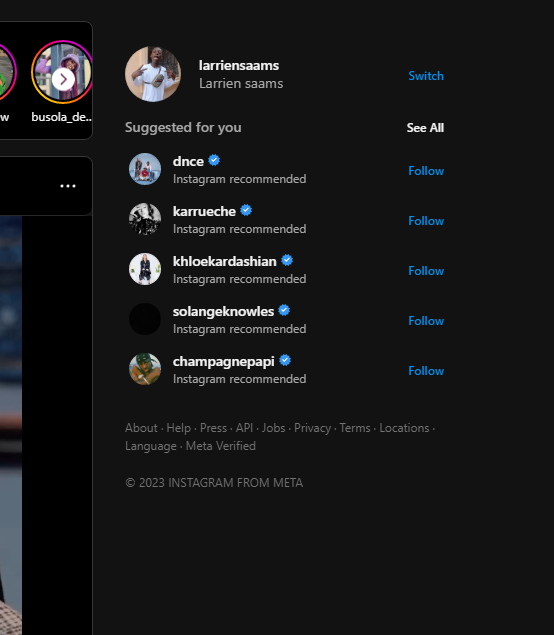 larriensaams
Larrien saams
Switch
w
busola_de..
Suggested for you
See All
dnce
Instagram recommended
Follow
karrueche
Instagram recommended
Follow
khloekardashian
Instagram recommended
Follow
solangeknowles
Instagram recommended
Follow
champagnepapi
Instagram recommended
Follow
About · Help · Press · API · Jobs · Privacy · Terms · Locations ·
Language · Meta Verified
© 2023 INSTAGRAM FROM META